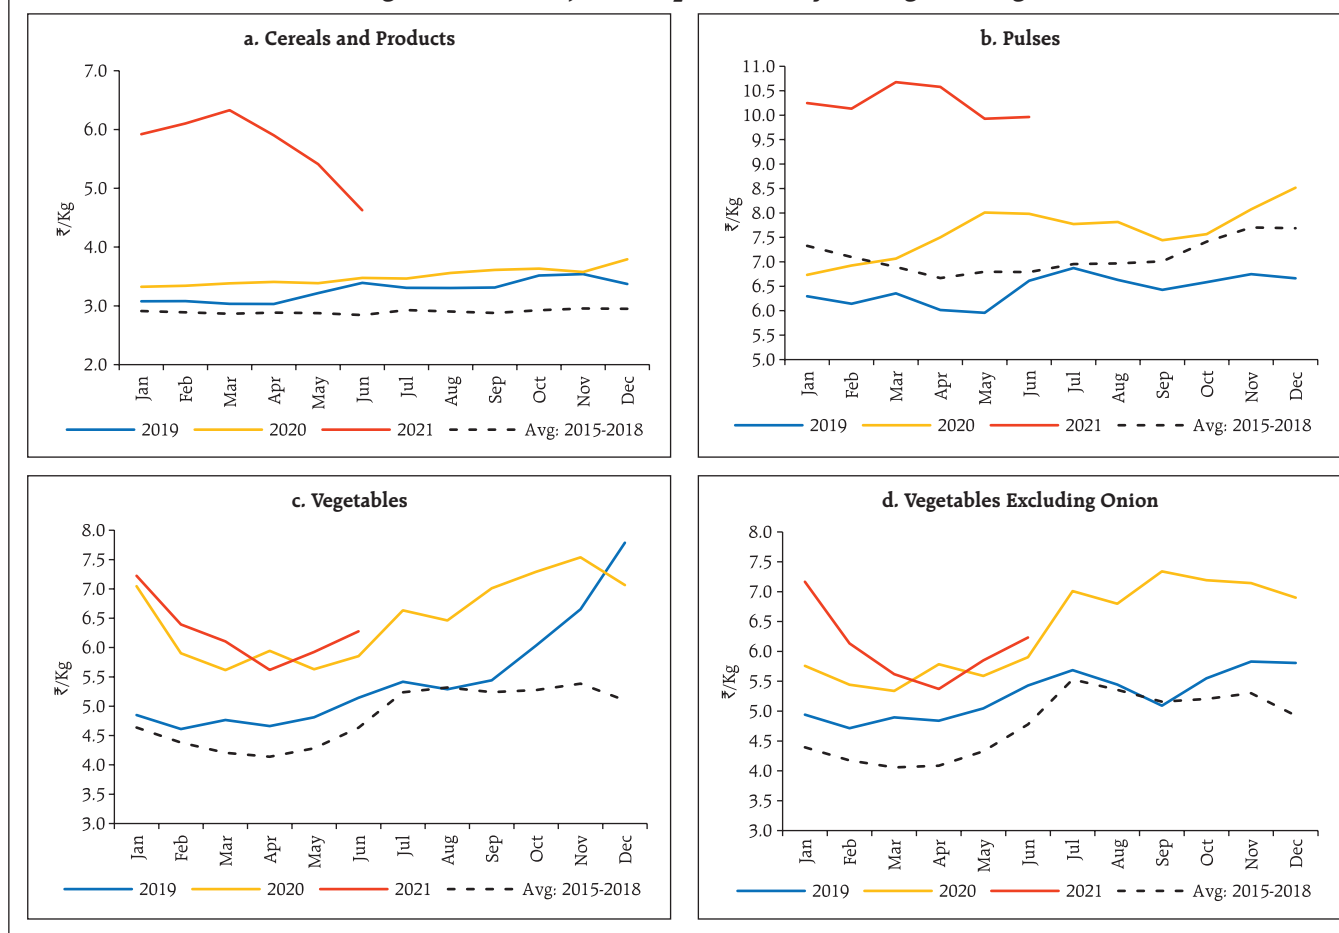 a. Cereals and Products
7.0
6.0
5.0
4.0
3.0
2.0
₹/Kg
Jan Feb Mar Apr May Jun Jul Aug Sep Oct Nov Dec
2019 2020 2021 Avg: 2015-2018
b. Pulses
11.0
10.5
10.0
9.5
9.0
8.5
8.0
7.5
7.0
6.5
6.0
5.5
5.0
₹/Kg
Jan Feb Mar Apr May Jun Jul Aug Sep Oct Nov Dec
2019 2020 2021 Avg: 2015-2018
c. Vegetables
8.0
7.5
7.0
6.5
6.0
5.5
5.0
4.5
4.0
3.5
3.0
₹/Kg
Jan Feb Mar Apr May Jun Jul Aug Sep Oct Nov Dec
2019 2020 2021 Avg: 2015-2018
d. Vegetables Excluding Onion
8.0
7.5
7.0
6.5
6.0
5.5
5.0
4.5
4.0
3.5
3.0
₹/Kg
Jan Feb Mar Apr May Jun Jul Aug Sep Oct Nov Dec
2019 2020 2021 Avg: 2015-2018